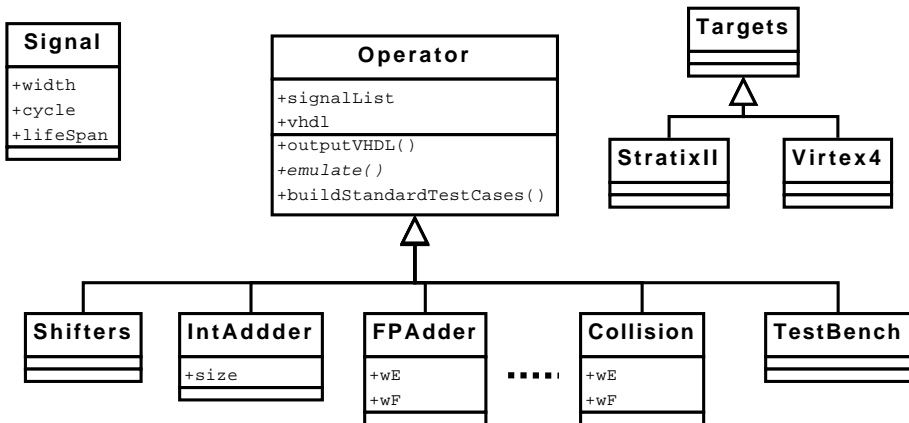 Signal
+width
+cycle
+lifeSpan
Operator
+signalList
+vhdl
+outputVHDL()
+emulate()
+buildStandardTestCases()
Targets
StratixII
Virtex4
Shifters
IntAddder
+size
FPAdder
+wE
+wF
Collision
+wE
+wF
TestBench